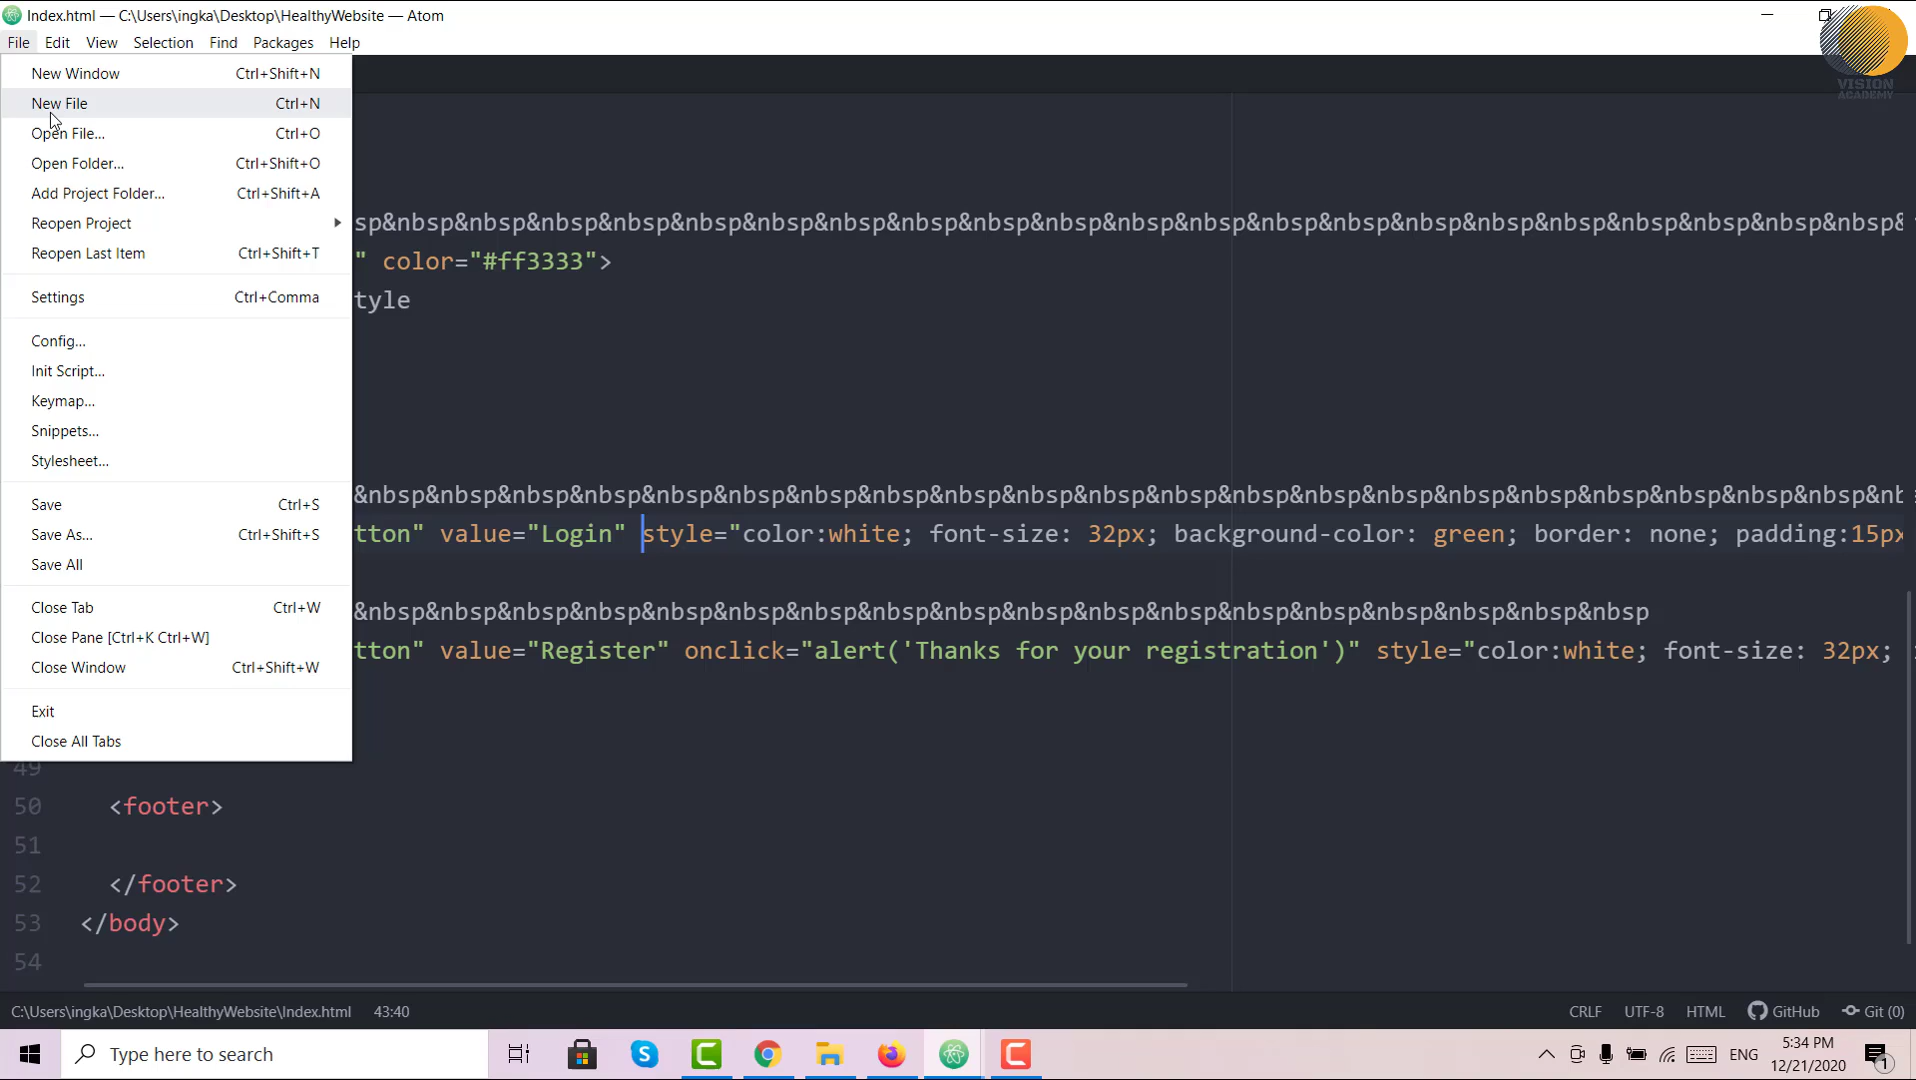 Index.html — C:\Users\ingka\Desktop\HealthyWebsite — Atom
File Edit View Selection Find Packages Help
VISION
ACADEMY
New Window Ctrl+Shift+N
New File Ctrl+N
Open File... Ctrl+O
Open Folder... Ctrl+Shift+O
Add Project Folder... Ctrl+Shift+A
Reopen Project
Reopen Last Item Ctrl+Shift+T
Settings Ctrl+Comma
Config...
Init Script...
Keymap...
Snippets...
Stylesheet...
Save Ctrl+S
Save As... Ctrl+Shift+S
Save All
Close Tab Ctrl+W
Close Pane [Ctrl+K Ctrl+W]
Close Window Ctrl+Shift+W
Exit
Close All Tabs
sp&nbsp&nbsp&nbsp&nbsp&nbsp&nbsp&nbsp&nbsp&nbsp&nbsp&nbsp&nbsp&nbsp&nbsp&nbsp&nbsp&nbsp&nbsp&nbsp&nbsp&nbsp&
" color="#ff3333">
tyle
&nbsp&nbsp&nbsp&nbsp&nbsp&nbsp&nbsp&nbsp&nbsp&nbsp&nbsp&nbsp&nbsp&nbsp&nbsp&nbsp&nbsp&nbsp&nbsp&nbsp&nbsp&nb
tton" value="Login" style="color:white; font-size: 32px; background-color: green; border: none; padding:15px
&nbsp&nbsp&nbsp&nbsp&nbsp&nbsp&nbsp&nbsp&nbsp&nbsp&nbsp&nbsp&nbsp&nbsp&nbsp&nbsp&nbsp&nbsp
tton" value="Register" onclick="alert('Thanks for your registration')" style="color:white; font-size: 32px;
49
50 <footer>
51
52 </footer>
53 </body>
54
C:\Users\ingka\Desktop\HealthyWebsite\Index.html 43:40 CRLF UTF-8 HTML GitHub Git (0)
Type here to search ENG 5:34 PM
12/21/2020 1